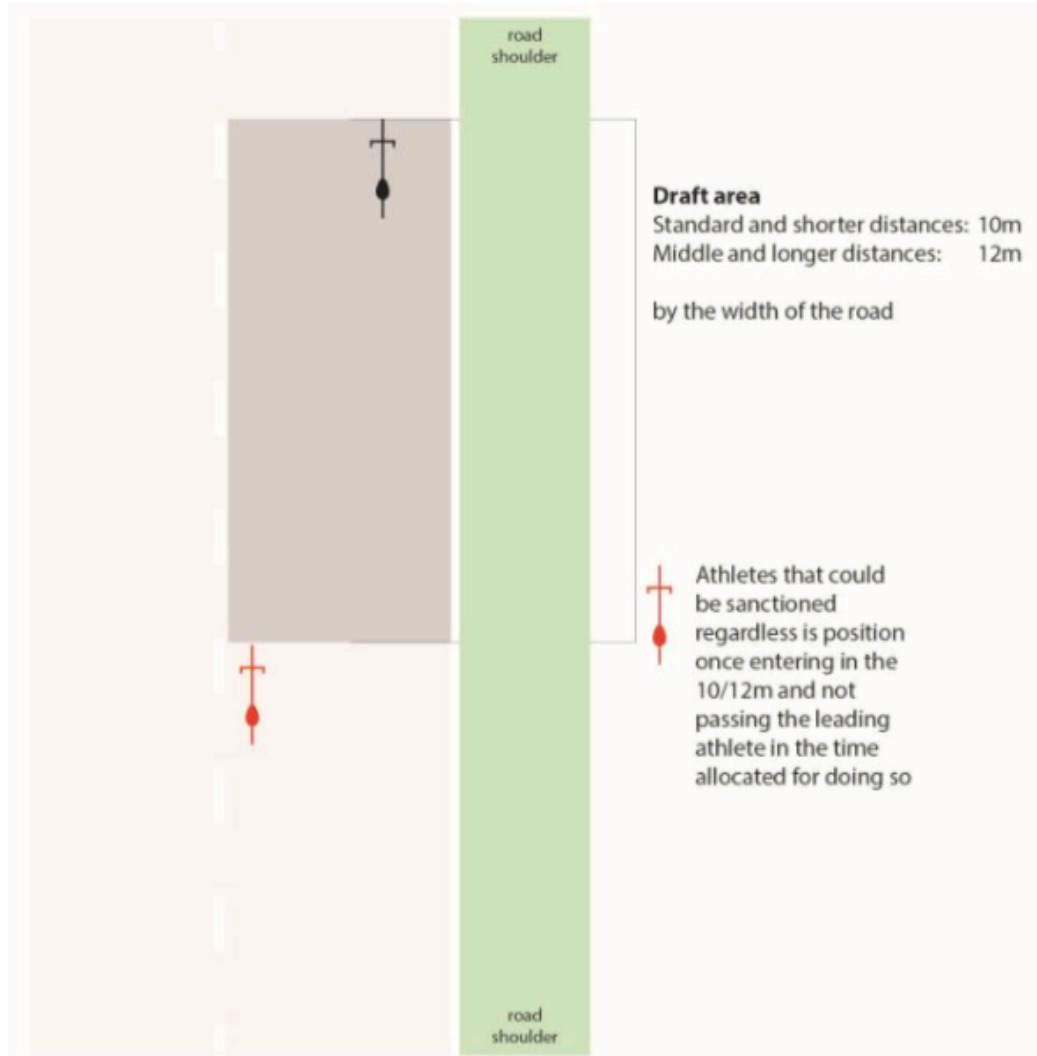 road
shoulder
Draft area
Standard and shorter distances: 10m
Middle and longer distances: 12m
by the width of the road
Athletes that could
be sanctioned
regardless is position
once entering in the
10/12m and not
passing the leading
athlete in the time
allocated for doing so
road
shoulder